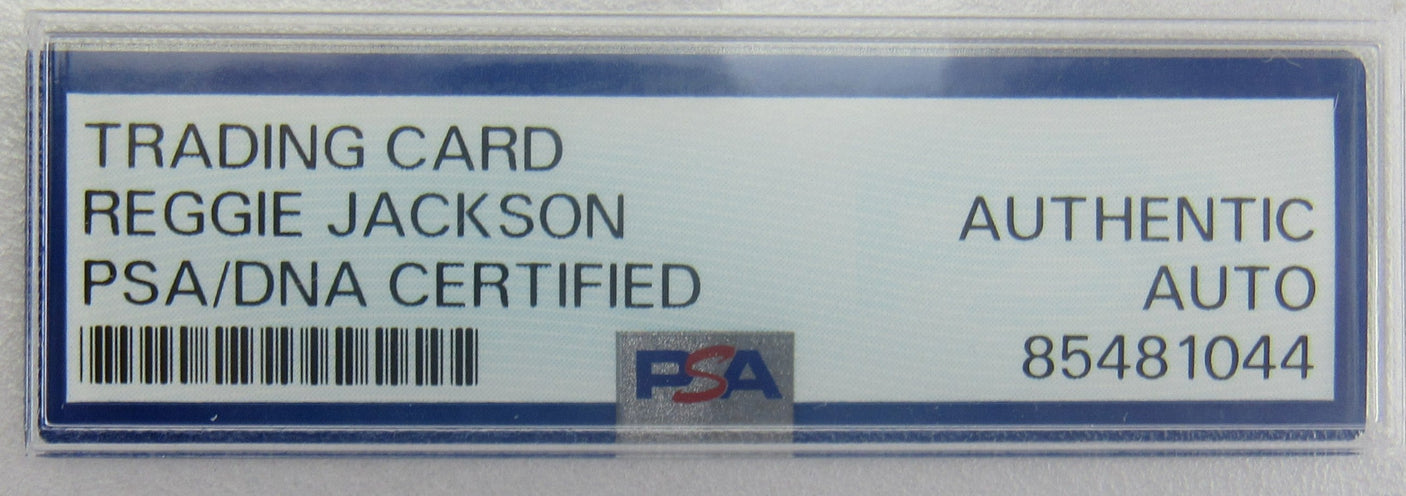 TRADING CARD
REGGIE JACKSON
PSA/DNA CERTIFIED
AUTHENTIC
AUTO
85481044
PSA